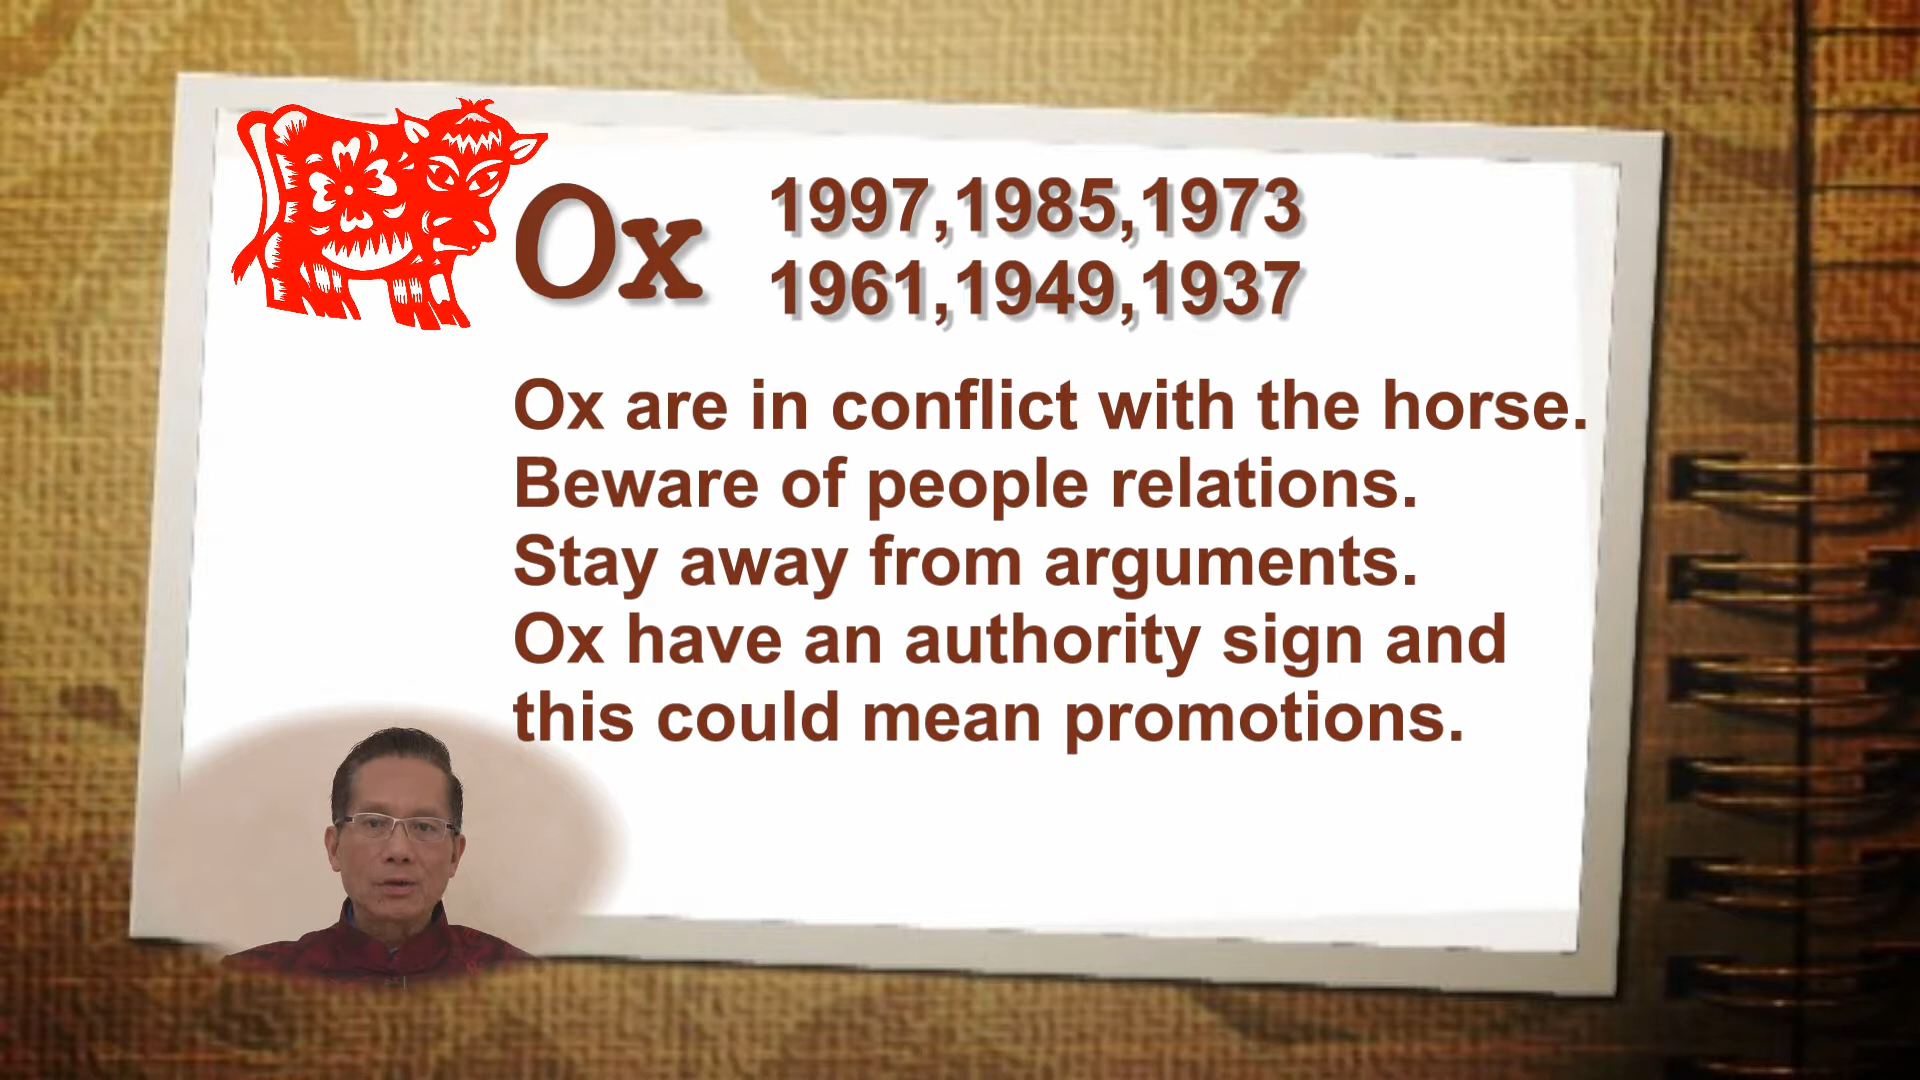 Ox
1997,1985,1973
1961,1949,1937
Ox are in conflict with the horse.
Beware of people relations.
Stay away from arguments.
Ox have an authority sign and
this could mean promotions.